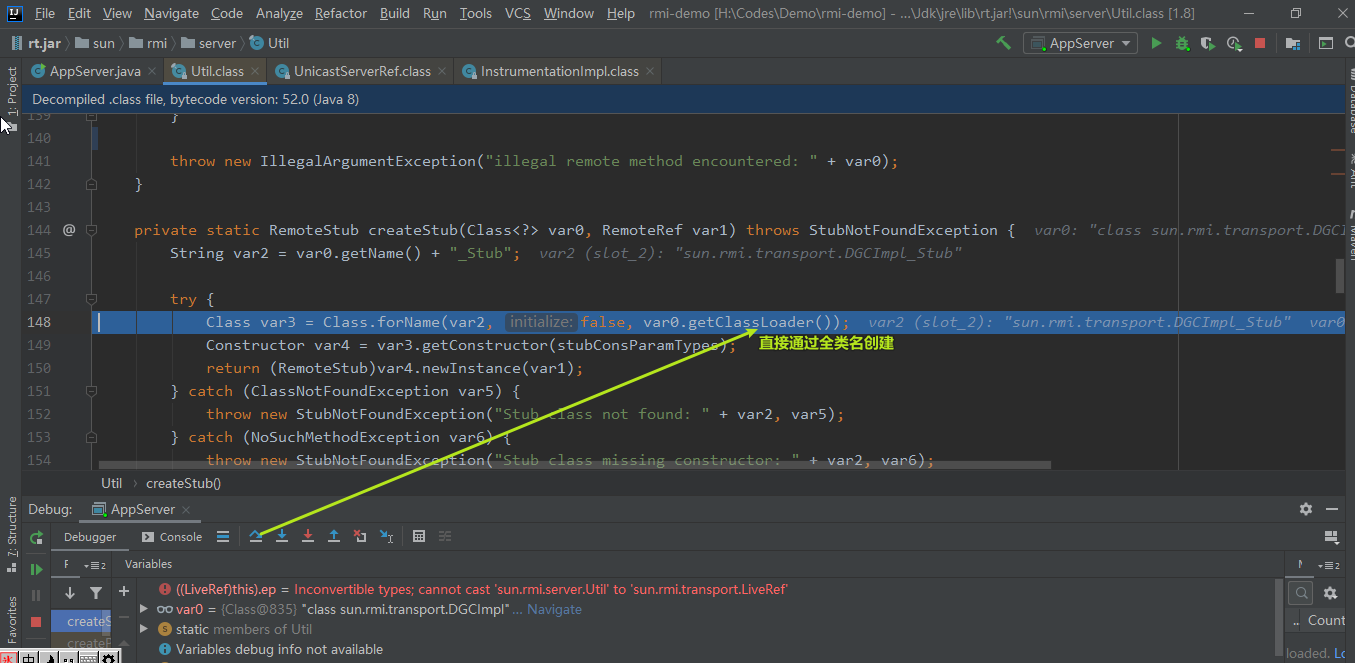 File Edit View Navigate Code Analyze Refactor Build Run Tools VCS Window Help rmi-demo [H:\Codes\Demo\rmi-demo] - ...\Jdk\jre\lib\rt.jar!\sun\rmi\server\Util.class [1.8]
rt.jar sun rmi server Util AppServer
AppServer.java Util.class UnicastServerRef.class InstrumentationImpl.class
1: Project
Decompiled .class file, bytecode version: 52.0 (Java 8)
Database
Ant
139 }
140
141 throw new IllegalArgumentException("illegal remote method encountered: " + var0);
142 }
143
144 @ private static RemoteStub createStub(Class<?> var0, RemoteRef var1) throws StubNotFoundException { var0: "class sun.rmi.transport.DGCI
145 String var2 = var0.getName() + "_Stub"; var2 (slot_2): "sun.rmi.transport.DGCImpl_Stub"
146
147 try {
148 Class var3 = Class.forName(var2, initialize: false, var0.getClassLoader()); var2 (slot_2): "sun.rmi.transport.DGCImpl_Stub" var0
149 Constructor var4 = var3.getConstructor(stubConsParamTypes);
直接通过全类名创建
150 return (RemoteStub)var4.newInstance(var1);
151 } catch (ClassNotFoundException var5) {
152 throw new StubNotFoundException("Stub class not found: " + var2, var5);
153 } catch (NoSuchMethodException var6) {
154 throw new StubNotFoundException("Stub class missing constructor: " + var2, var6);
Util createStub()
Debug: AppServer
7: Structure
Debugger Console
F 2 Variables 2
((LiveRef)this).ep = Inconvertible types; cannot cast 'sun.rmi.server.Util' to 'sun.rmi.transport.LiveRef'
var0 = {Class@835} "class sun.rmi.transport.DGCImpl"... Navigate
createS
static members of Util
Count
createF
Variables debug info not available
loaded. Lo
Favorites
中